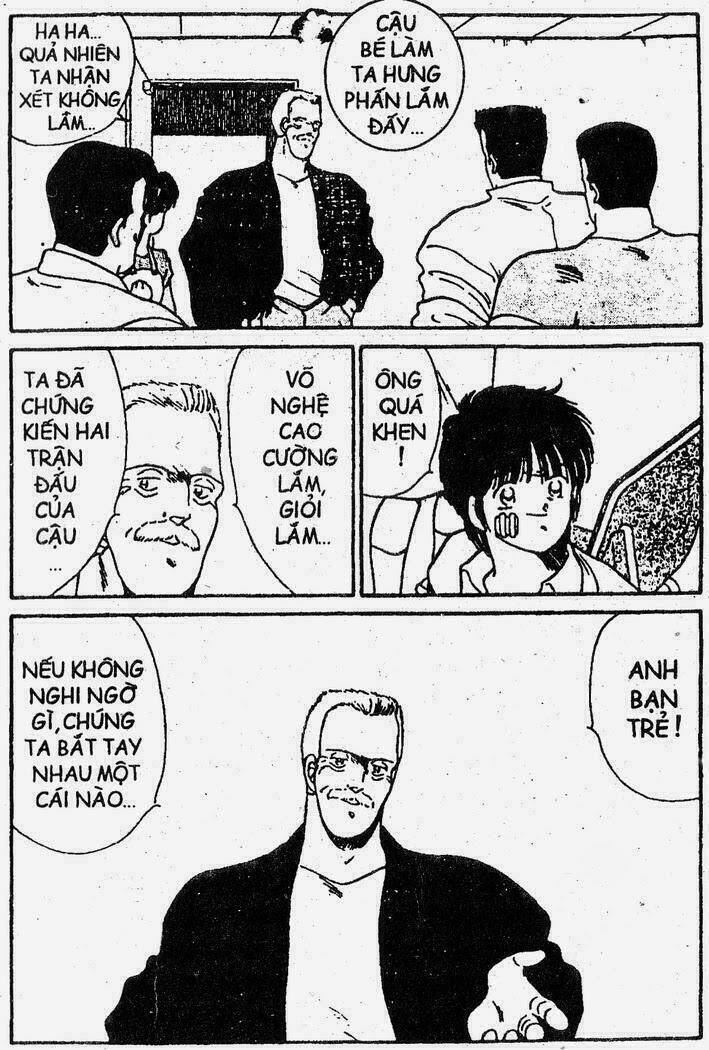 HA HA...
QUẢ NHIÊN
TA NHẬN
XÉT KHÔNG
LẦM...
CẬU
BÉ LÀM
TA HƯNG
PHẤN LẮM
ĐẤY...
TA ĐÃ
CHỨNG
KIẾN HAI
TRẬN
ĐẤU
CỦA
CẬU
...
VÕ
NGHỆ
CAO
CƯỜNG
LẮM,
GIỎI
LẮM...
ÔNG
QUÁ
KHEN
!
NẾU KHÔNG
NGHI NGỜ
GÌ, CHÚNG
TA BẮT TAY
NHAU MỘT
CÁI NÀO...
ANH
BẠN
TRẺ!